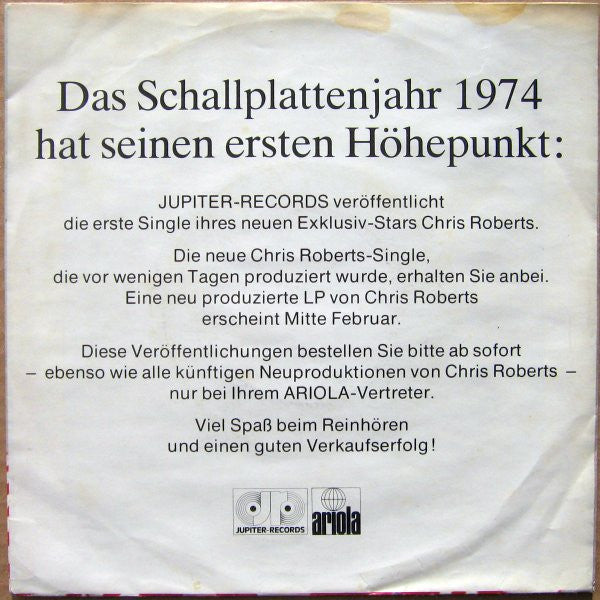 Das Schallplattenjahr 1974
hat seinen ersten Höhepunkt:
JUPITER-RECORDS veröffentlicht
die erste Single ihres neuen Exklusiv-Stars Chris Roberts.
Die neue Chris Roberts-Single,
die vor wenigen Tagen produziert wurde, erhalten Sie anbei.
Eine neu produzierte LP von Chris Roberts
erscheint Mitte Februar.
Diese Veröffentlichungen bestellen Sie bitte ab sofort
– ebenso wie alle künftigen Neuproduktionen von Chris Roberts –
nur bei Ihrem ARIOLA-Vertreter.
Viel Spaß beim Reinhören
und einen guten Verkaufserfolg!
JUPITER-RECORDS
ariola